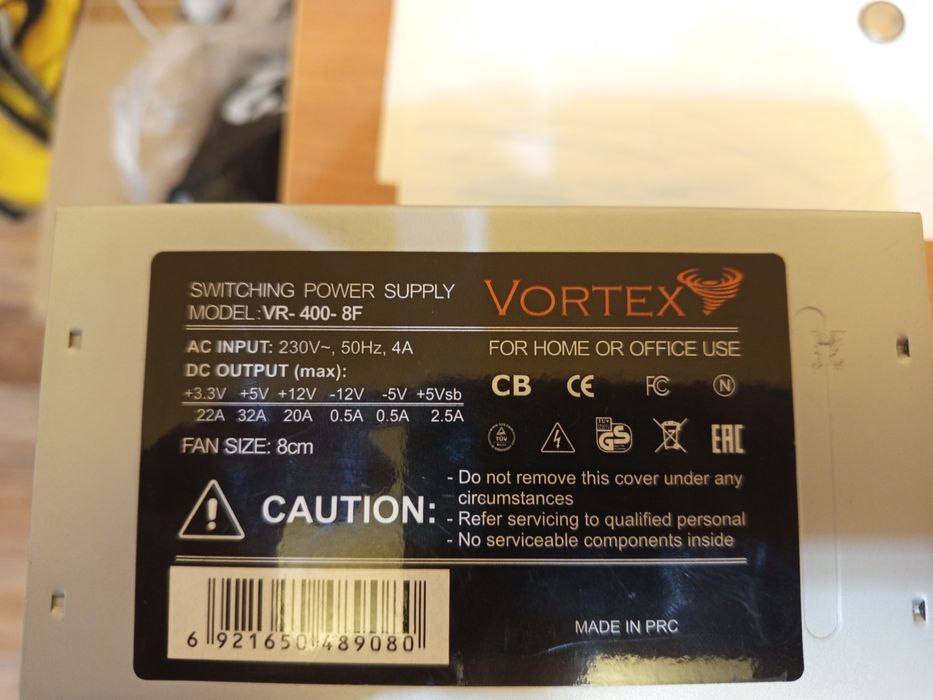 SWITCHING POWER SUPPLY
MODEL: VR- 400- 8F
VORTEX
AC INPUT: 230V~, 50Hz, 4A
FOR HOME OR OFFICE USE
DC OUTPUT (max):
+3.3V +5V +12V -12V -5V +5Vsb
22A 32A 20A 0.5A 0.5A 2.5A
CB CE FC N
TÜV GS EAC
FAN SIZE: 8cm
CAUTION:
- Do not remove this cover under any
circumstances
- Refer servicing to qualified personal
- No serviceable components inside
6 921650 489080
MADE IN PRC